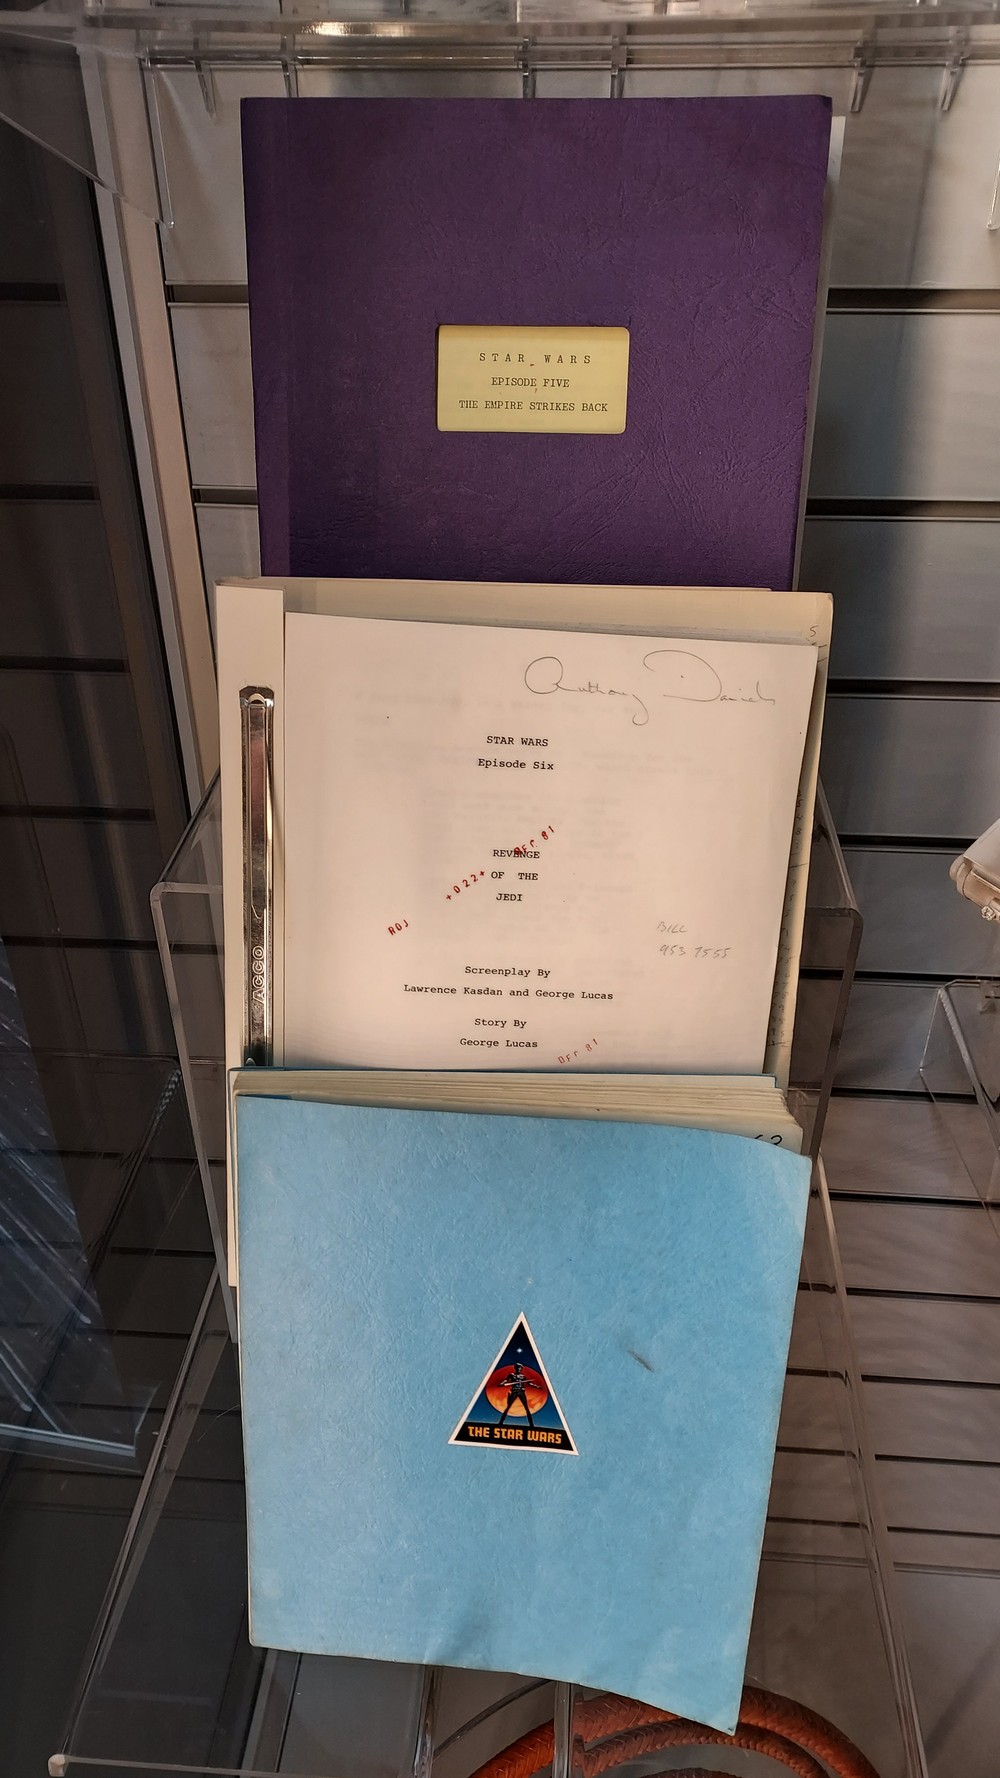 STAR WARS
EPISODE FIVE
THE EMPIRE STRIKES BACK
5
Anthony Daniels
STAR WARS
Episode Six
DEC 81
REVENGE
+022+ OF THE
JEDI
ROJ
BILL
953 7555
Screenplay By
Lawrence Kasdan and George Lucas
Story By
George Lucas
DEC 81
ACCO
THE STAR WARS